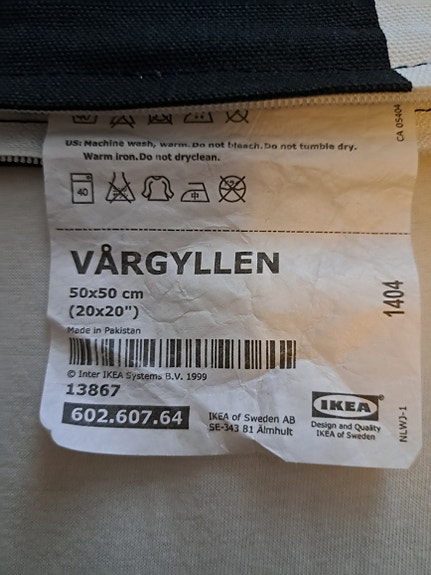 US: Machine wash, warm. Do not bleach. Do not tumble dry.
Warm iron. Do not dryclean.
40
VÅRGYLLEN
50x50 cm
(20x20")
Made in Pakistan
© Inter IKEA Systems B.V. 1999
13867
602.607.64
IKEA of Sweden AB
SE-343 81 Älmhult
IKEA
Design and Quality
IKEA of Sweden
1404
NLWJ-1
CA 05404